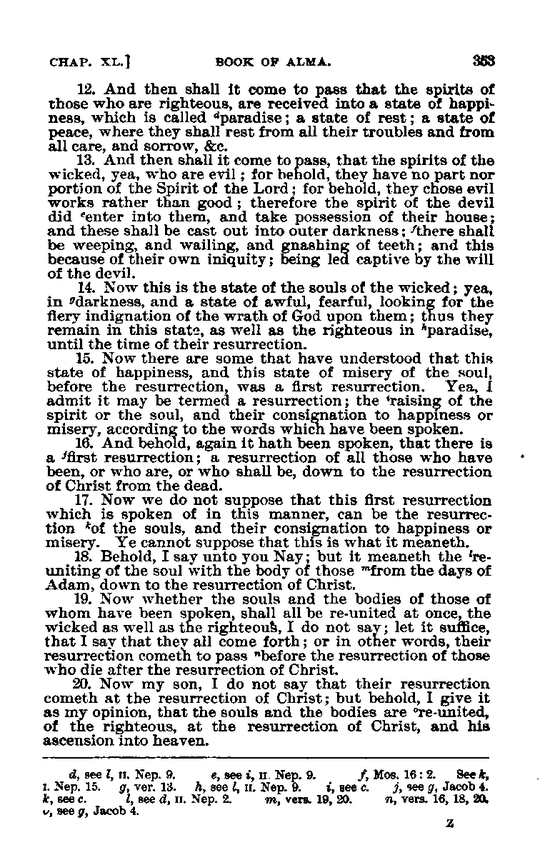 CHAP. XL.] BOOK OF ALMA. 353
12. And then shall it come to pass that the spirits of
those who are righteous, are received into a state of happi-
ness, which is called ᵈparadise; a state of rest; a state of
peace, where they shall rest from all their troubles and from
all care, and sorrow, &c.
13. And then shall it come to pass, that the spirits of the
wicked, yea, who are evil; for behold, they have no part nor
portion of the Spirit of the Lord; for behold, they chose evil
works rather than good; therefore the spirit of the devil
did ᵉenter into them, and take possession of their house;
and these shall be cast out into outer darkness; ᶠthere shall
be weeping, and wailing, and gnashing of teeth; and this
because of their own iniquity; being led captive by the will
of the devil.
14. Now this is the state of the souls of the wicked; yea,
in ᵍdarkness, and a state of awful, fearful, looking for the
fiery indignation of the wrath of God upon them; thus they
remain in this state, as well as the righteous in ʰparadise,
until the time of their resurrection.
15. Now there are some that have understood that this
state of happiness, and this state of misery of the soul,
before the resurrection, was a first resurrection. Yea, I
admit it may be termed a resurrection; the ⁱraising of the
spirit or the soul, and their consignation to happiness or
misery, according to the words which have been spoken.
16. And behold, again it hath been spoken, that there is
a ʲfirst resurrection; a resurrection of all those who have
been, or who are, or who shall be, down to the resurrection
of Christ from the dead.
17. Now we do not suppose that this first resurrection
which is spoken of in this manner, can be the resurrec-
tion ᵏof the souls, and their consignation to happiness or
misery. Ye cannot suppose that this is what it meaneth.
18. Behold, I say unto you Nay; but it meaneth the ˡre-
uniting of the soul with the body of those ᵐfrom the days of
Adam, down to the resurrection of Christ.
19. Now whether the souls and the bodies of those of
whom have been spoken, shall all be re-united at once, the
wicked as well as the righteous, I do not say; let it suffice,
that I say that they all come forth; or in other words, their
resurrection cometh to pass ⁿbefore the resurrection of those
who die after the resurrection of Christ.
20. Now my son, I do not say that their resurrection
cometh at the resurrection of Christ; but behold, I give it
as my opinion, that the souls and the bodies are ᵒre-united,
of the righteous, at the resurrection of Christ, and his
ascension into heaven.
d, see l, II. Nep. 9. e, see i, II. Nep. 9. f, Mos. 16:2. See k,
I. Nep. 15. g, ver. 13. h, see l, II. Nep. 9. i, see c. j, see g, Jacob 4.
k, see c. l, see d, II. Nep. 2. m, vers. 19, 20. n, vers. 16, 18, 20.
o, see g, Jacob 4.
Z